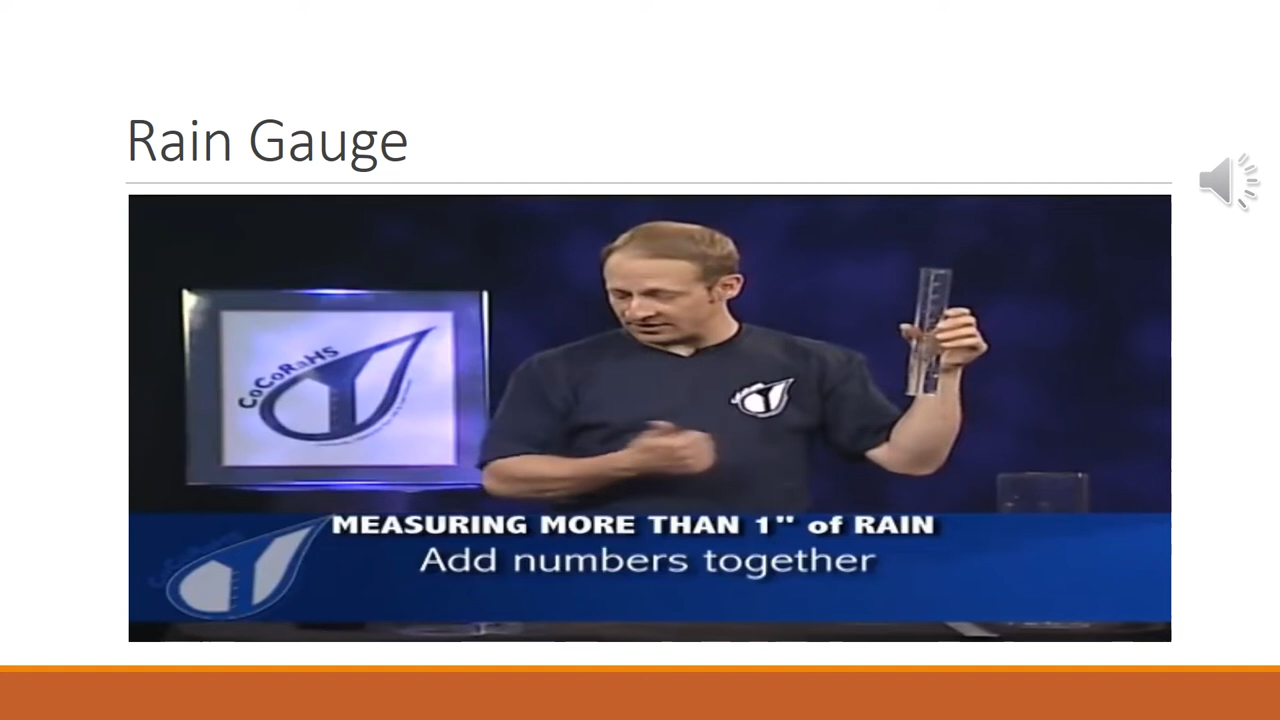 Rain Gauge
CoCoRaHS
MEASURING MORE THAN 1" of RAIN
Add numbers together